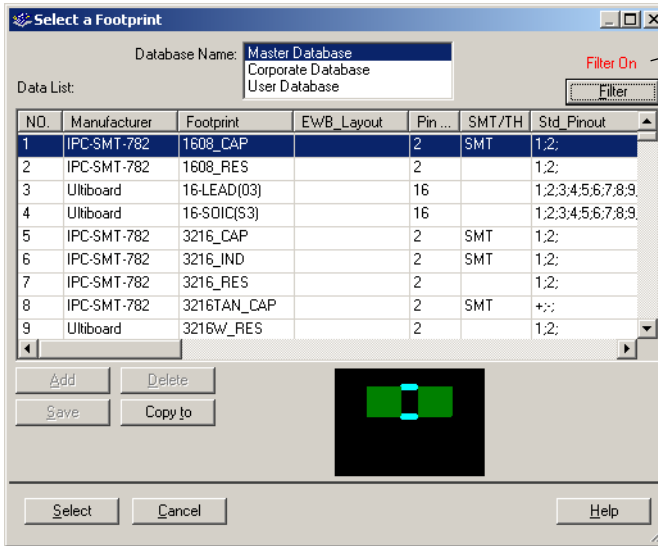 Select a Footprint
Database Name: Master Database
Corporate Database
User Database
Filter On
Data List:
Filter
NO. Manufacturer Footprint EWB_Layout Pin ... SMT/TH Std_Pinout
1 IPC-SMT-782 1608_CAP 2 SMT 1;2;
2 IPC-SMT-782 1608_RES 2 1;2;
3 Ultiboard 16-LEAD(03) 16 1;2;3;4;5;6;7;8;9,
4 Ultiboard 16-SOIC(S3) 16 1;2;3;4;5;6;7;8;9,
5 IPC-SMT-782 3216_CAP 2 SMT 1;2;
6 IPC-SMT-782 3216_IND 2 SMT 1;2;
7 IPC-SMT-782 3216_RES 2 1;2;
8 IPC-SMT-782 3216TAN_CAP 2 SMT +;-;
9 Ultiboard 3216W_RES 2 1;2;
Add Delete
Save Copy to
Select Cancel Help